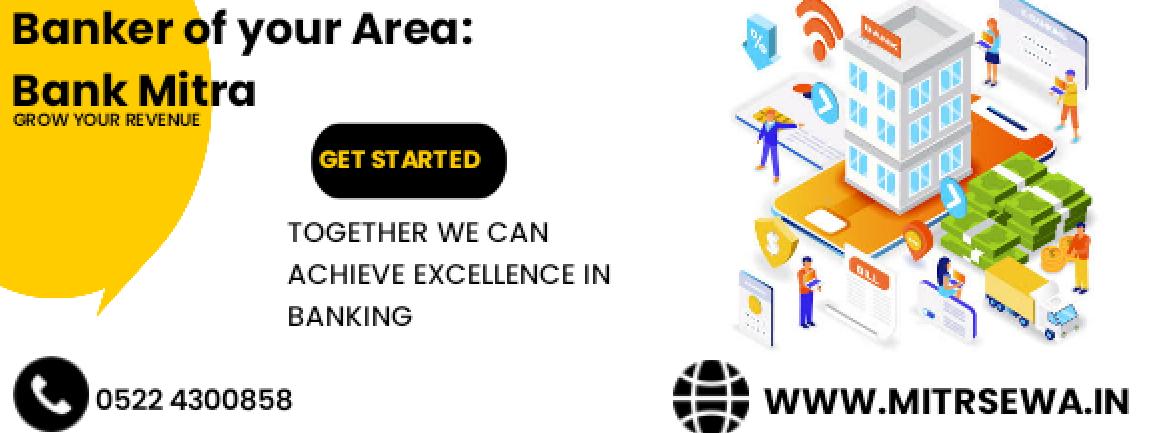 Banker of your Area:
Bank Mitra
GROW YOUR REVENUE
GET STARTED
TOGETHER WE CAN
ACHIEVE EXCELLENCE IN
BANKING
BANK
%
BILL
0522 4300858
WWW.MITRSEWA.IN